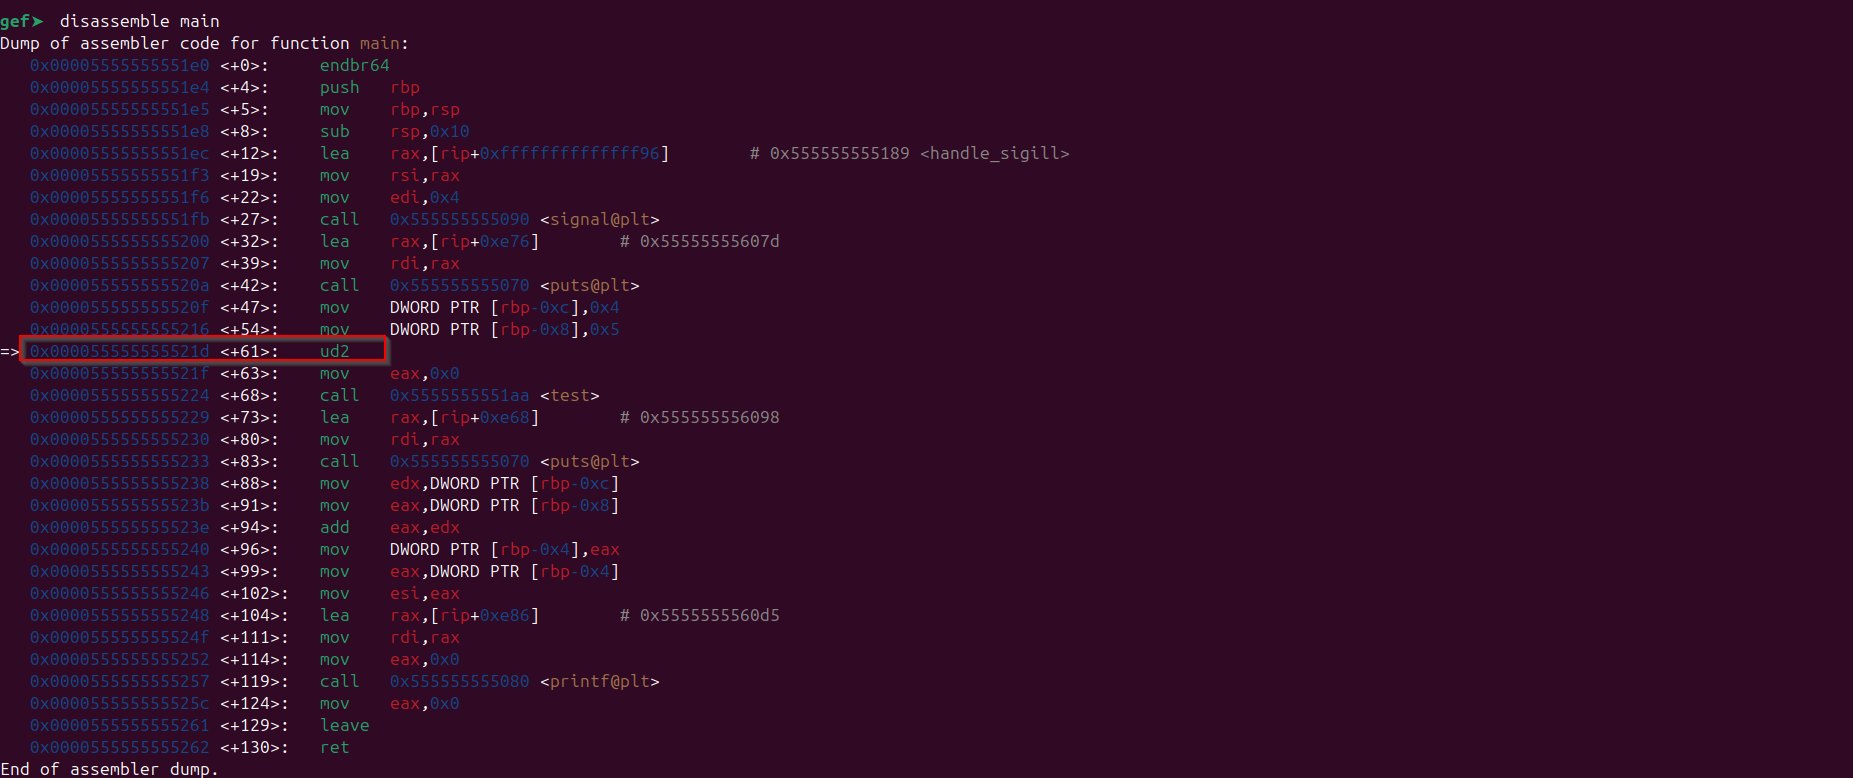 gef➤  disassemble main
Dump of assembler code for function main:
   0x00005555555551e0 <+0>:	endbr64
   0x00005555555551e4 <+4>:	push   rbp
   0x00005555555551e5 <+5>:	mov    rbp,rsp
   0x00005555555551e8 <+8>:	sub    rsp,0x10
   0x00005555555551ec <+12>:	lea    rax,[rip+0xffffffffffffff96]        # 0x555555555189 <handle_sigill>
   0x00005555555551f3 <+19>:	mov    rsi,rax
   0x00005555555551f6 <+22>:	mov    edi,0x4
   0x00005555555551fb <+27>:	call   0x555555555090 <signal@plt>
   0x0000555555555200 <+32>:	lea    rax,[rip+0xe76]        # 0x55555555607d
   0x0000555555555207 <+39>:	mov    rdi,rax
   0x000055555555520a <+42>:	call   0x555555555070 <puts@plt>
   0x000055555555520f <+47>:	mov    DWORD PTR [rbp-0xc],0x4
   0x0000555555555216 <+54>:	mov    DWORD PTR [rbp-0x8],0x5
=> 0x000055555555521d <+61>:	ud2
   0x000055555555521f <+63>:	mov    eax,0x0
   0x0000555555555224 <+68>:	call   0x5555555551aa <test>
   0x0000555555555229 <+73>:	lea    rax,[rip+0xe68]        # 0x555555556098
   0x0000555555555230 <+80>:	mov    rdi,rax
   0x0000555555555233 <+83>:	call   0x555555555070 <puts@plt>
   0x0000555555555238 <+88>:	mov    edx,DWORD PTR [rbp-0xc]
   0x000055555555523b <+91>:	mov    eax,DWORD PTR [rbp-0x8]
   0x000055555555523e <+94>:	add    eax,edx
   0x0000555555555240 <+96>:	mov    DWORD PTR [rbp-0x4],eax
   0x0000555555555243 <+99>:	mov    eax,DWORD PTR [rbp-0x4]
   0x0000555555555246 <+102>:	mov    esi,eax
   0x0000555555555248 <+104>:	lea    rax,[rip+0xe86]        # 0x5555555560d5
   0x000055555555524f <+111>:	mov    rdi,rax
   0x0000555555555252 <+114>:	mov    eax,0x0
   0x0000555555555257 <+119>:	call   0x555555555080 <printf@plt>
   0x000055555555525c <+124>:	mov    eax,0x0
   0x0000555555555261 <+129>:	leave
   0x0000555555555262 <+130>:	ret
End of assembler dump.